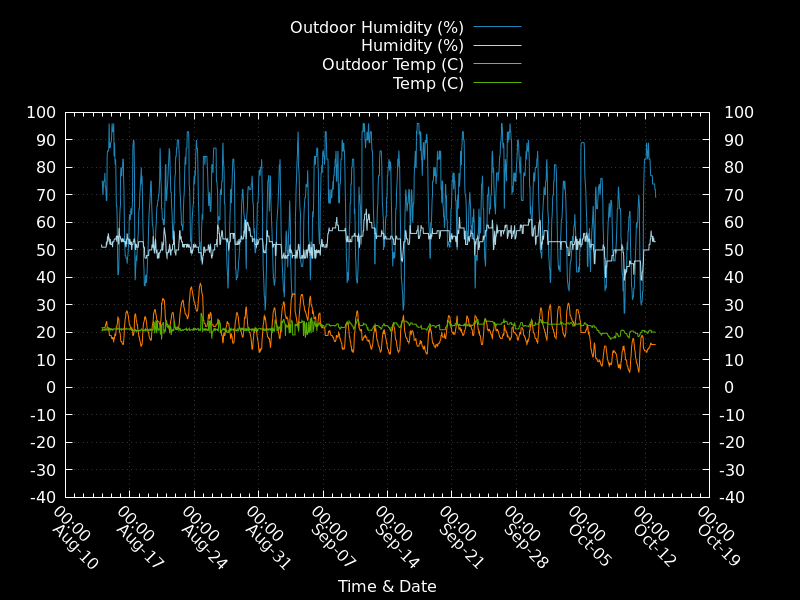 Outdoor Humidity (%)
Humidity (%)
Outdoor Temp (C)
Temp (C)
100 100
90 90
80 80
70 70
60 60
50 50
40 40
30 30
20 20
10 10
0 0
-10 -10
-20 -20
-30 -30
-40 -40
00:00 Aug-10
00:00 Aug-17
00:00 Aug-24
00:00 Aug-31
00:00 Sep-07
00:00 Sep-14
00:00 Sep-21
00:00 Sep-28
00:00 Oct-05
00:00 Oct-12
00:00 Oct-19
Time & Date